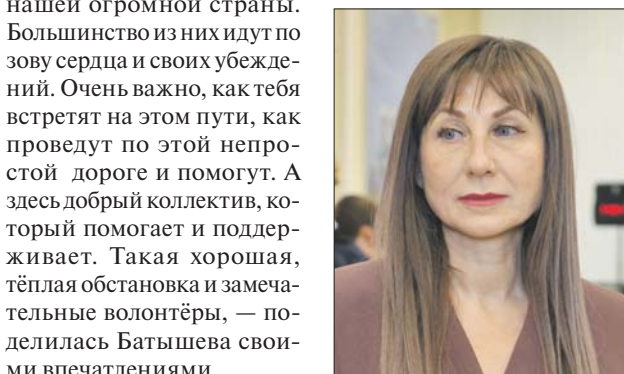 нашей огромной страны.
Большинство из них идут по
зову сердца и своих убежде-
ний. Очень важно, как тебя
встретят на этом пути, как
проведут по этой непро-
стой дороге и помогут. А
здесь добрый коллектив, ко-
торый помогает и поддер-
живает. Такая хорошая,
тёплая обстановка и замеча-
тельные волонтёры, — по-
делилась Батышева свои-
ми впечатлениями